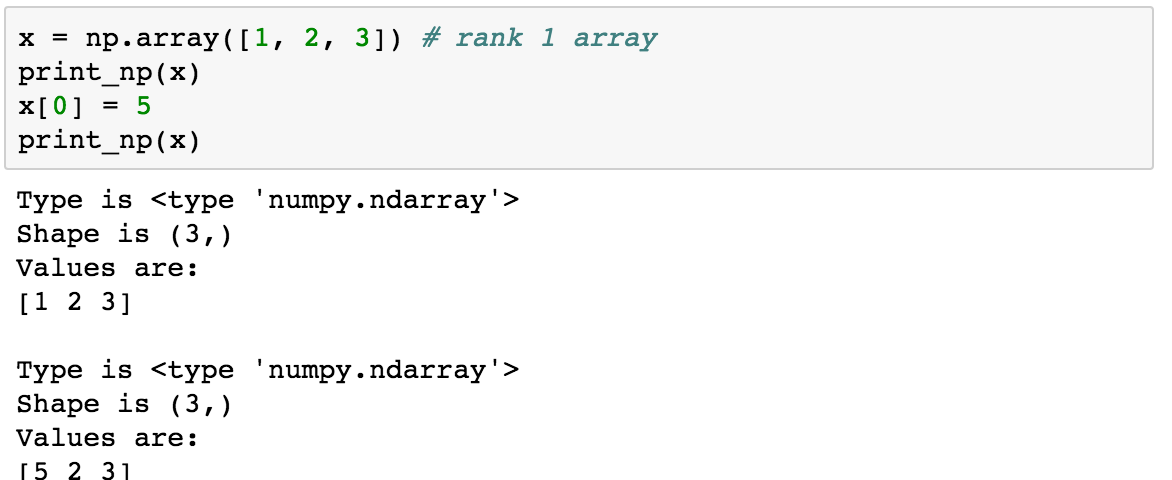 x = np.array([1, 2, 3]) # rank 1 array
print_np(x)
x[0] = 5
print_np(x)
Type is <type 'numpy.ndarray'>
Shape is (3,)
Values are:
[1 2 3]
Type is <type 'numpy.ndarray'>
Shape is (3,)
Values are:
[5 2 3]